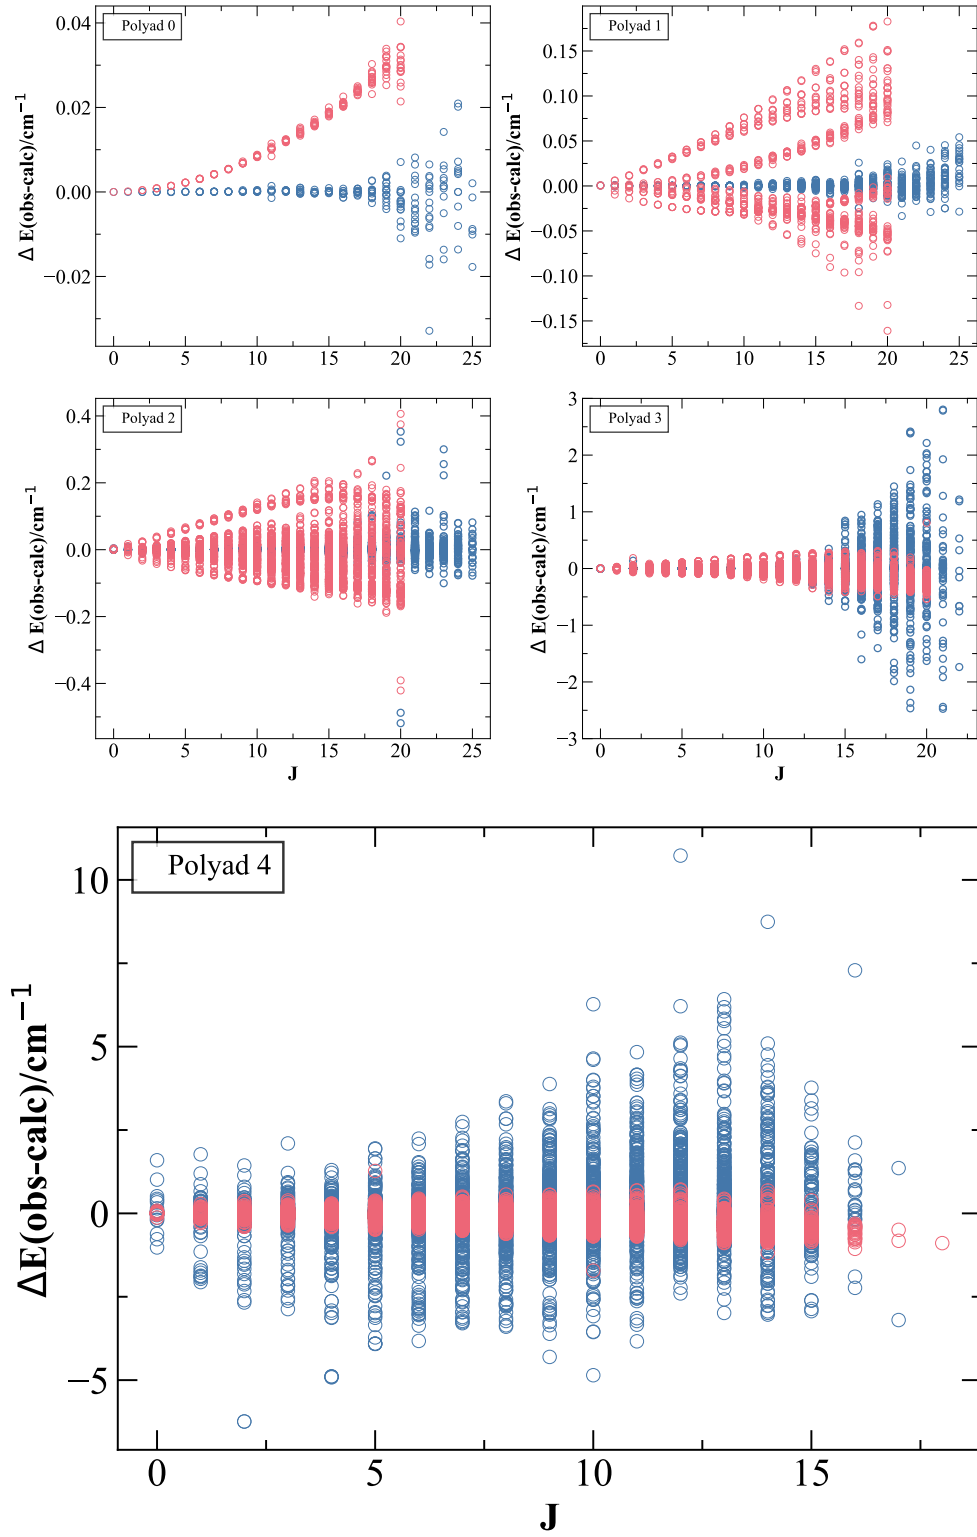 Polyad 0
0.04
0.02
0.00
−0.02
Δ E(obs-calc)/cm⁻¹
0 5 10 15 20 25
Polyad 1
0.20
0.15
0.10
0.05
0.00
−0.05
−0.10
−0.15
Δ E(obs-calc)/cm⁻¹
0 5 10 15 20 25
Polyad 2
0.4
0.2
0.0
−0.2
−0.4
Δ E(obs-calc)/cm⁻¹
0 5 10 15 20 25
J
Polyad 3
3
2
1
0
−1
−2
−3
Δ E(obs-calc)/cm⁻¹
0 5 10 15 20
J
Polyad 4
10
5
0
−5
ΔE(obs-calc)/cm⁻¹
0 5 10 15
J